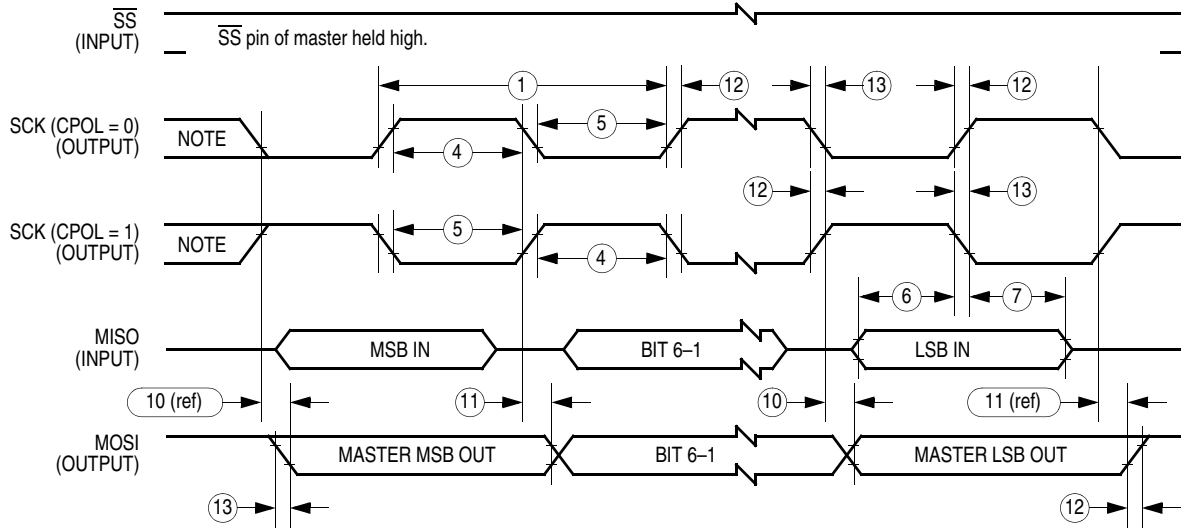 SS
(INPUT)
SS pin of master held high.
1
12
13
12
SCK (CPOL = 0)
(OUTPUT)
NOTE
5
4
12
13
SCK (CPOL = 1)
(OUTPUT)
NOTE
5
4
6
7
MISO
(INPUT)
MSB IN
BIT 6–1
LSB IN
10 (ref)
11
10
11 (ref)
MOSI
(OUTPUT)
MASTER MSB OUT
BIT 6–1
MASTER LSB OUT
13
12